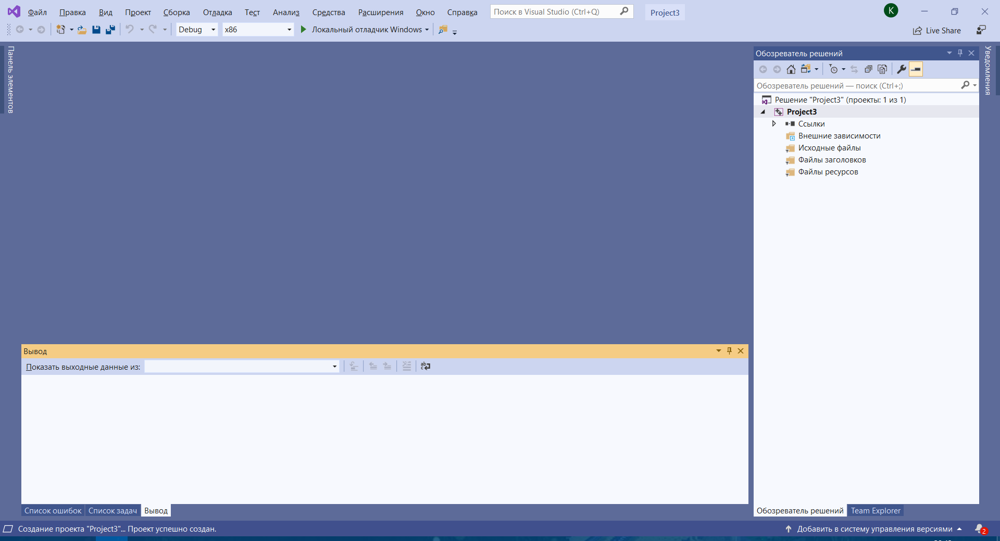 Файл Правка Вид Проект Сборка Отладка Тест Анализ Средства Расширения Окно Справка Поиск в Visual Studio (Ctrl+Q) Project3 K
Debug x86 Локальный отладчик Windows Live Share
Панель элементов
Обозреватель решений
Уведомления
Обозреватель решений — поиск (Ctrl+;)
Решение "Project3" (проекты: 1 из 1)
Project3
Ссылки
Внешние зависимости
Исходные файлы
Файлы заголовков
Файлы ресурсов
Вывод
Показать выходные данные из:
Список ошибок Список задач Вывод
Обозреватель решений Team Explorer
Создание проекта "Project3"... Проект успешно создан. Добавить в систему управления версиями 2